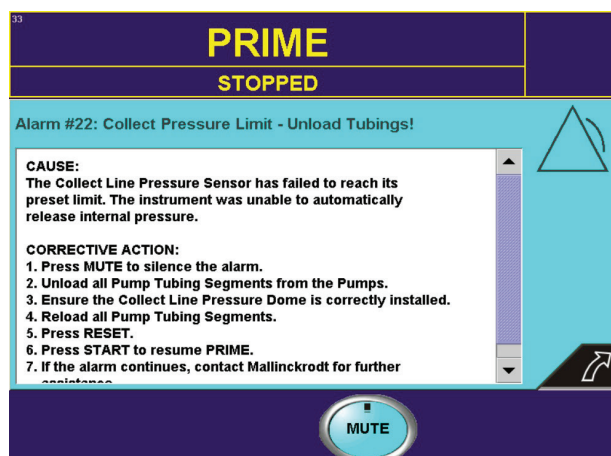 33
PRIME
STOPPED
Alarm #22: Collect Pressure Limit - Unload Tubings!
CAUSE:
The Collect Line Pressure Sensor has failed to reach its
preset limit. The instrument was unable to automatically
release internal pressure.
CORRECTIVE ACTION:
1. Press MUTE to silence the alarm.
2. Unload all Pump Tubing Segments from the Pumps.
3. Ensure the Collect Line Pressure Dome is correctly installed.
4. Reload all Pump Tubing Segments.
5. Press RESET.
6. Press START to resume PRIME.
7. If the alarm continues, contact Mallinckrodt for further
assistance.
MUTE